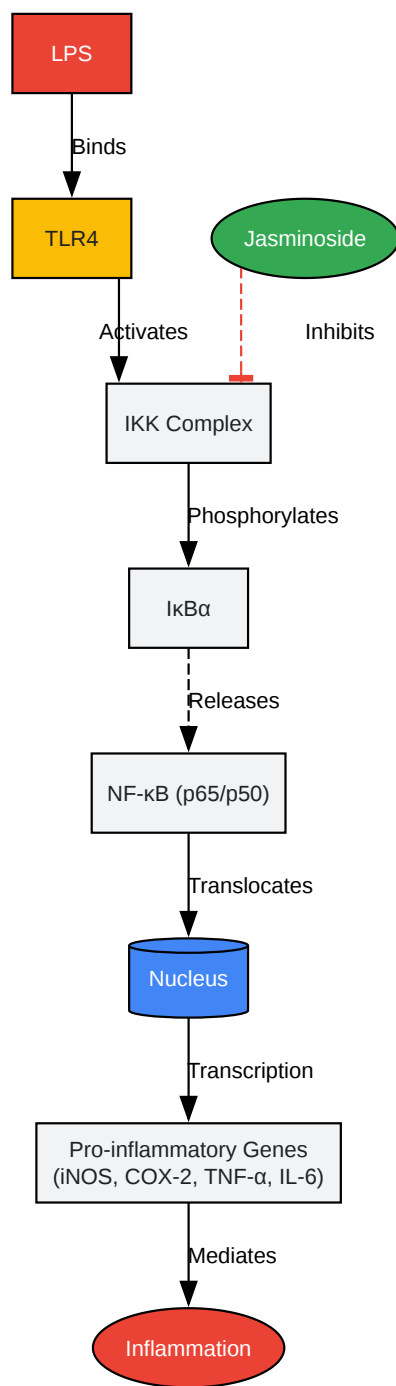 LPS
Binds
TLR4
Jasminoside
Activates
Inhibits
IKK Complex
Phosphorylates
IκBα
Releases
NF-κB (p65/p50)
Translocates
Nucleus
Transcription
Pro-inflammatory Genes
(iNOS, COX-2, TNF-α, IL-6)
Mediates
Inflammation